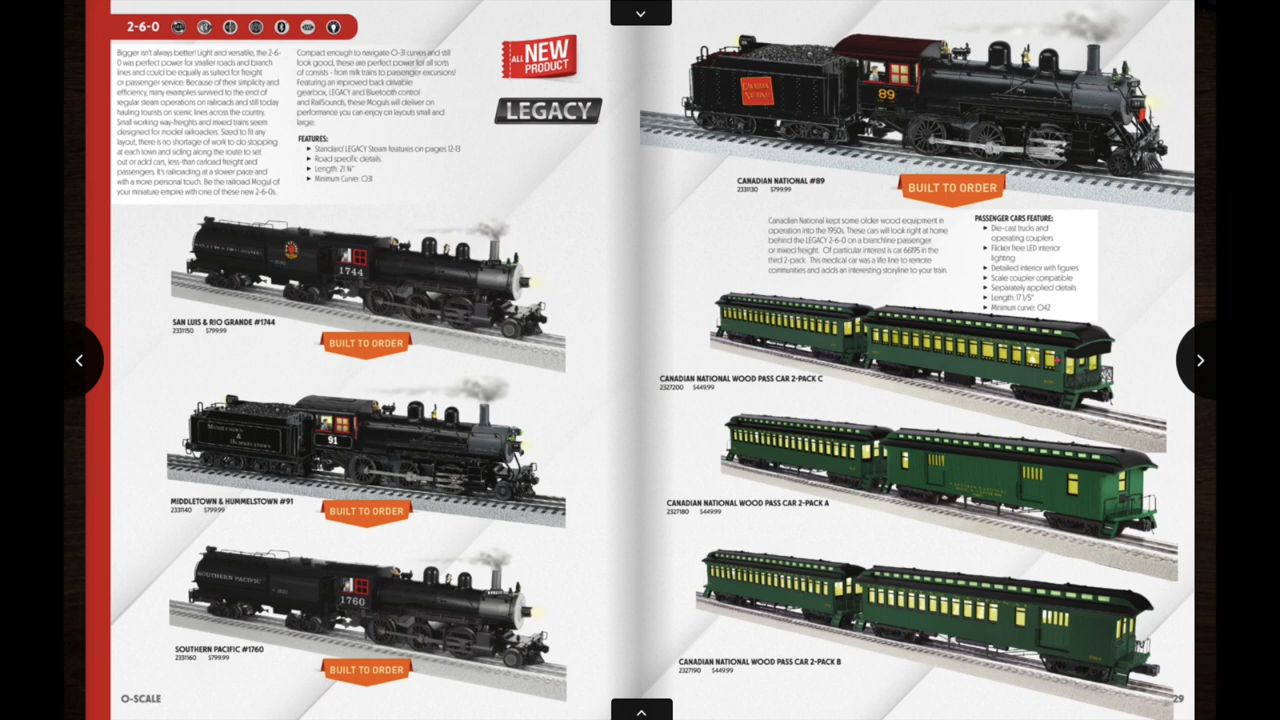 2-6-0
Bigger isn't always better! Light and versatile, the 2-6-
0 was perfect power for smaller roads and branch
lines and could be equally as suited for freight
or passenger service. Because of their simplicity and
efficiency, many examples survived to the end of
regular steam operations on railroads and still today
hauling tourists on scenic lines across the country.
Small working way-freights and mixed trains seem
designed for model railroaders. Sized to fit any
layout, there is no shortage of work to do stopping
at each town and siding along the route to set
out or add cars, less-than carload freight and
passengers. It's railroading at a slower pace and
with a more personal touch. Be the railroad Mogul of
your miniature empire with one of these new 2-6-0s.
Compact enough to navigate O-31 curves and still
look good, these are perfect power for all sorts
of consists - from milk trains to passenger excursions!
Featuring an improved back drivable
gearbox, LEGACY and Bluetooth control
and RailSounds, these Moguls will deliver on
performance you can enjoy on layouts small and
large.
FEATURES:
► Standard LEGACY Steam features on pages 12-13
► Road specific details
► Length: 21 ¾"
► Minimum Curve: O31
ALL NEW
PRODUCT
LEGACY
1744
SAN LUIS & RIO GRANDE #1744
2331150 $799.99
BUILT TO ORDER
MIDDLETOWN
&
HUMMELSTOWN
91
MIDDLETOWN & HUMMELSTOWN #91
2331140 $799.99
BUILT TO ORDER
SOUTHERN PACIFIC
1760
SOUTHERN PACIFIC #1760
2331160 $799.99
BUILT TO ORDER
O-SCALE
CANADIAN
NATIONAL
89
CANADIAN NATIONAL #89
2331130 $799.99
BUILT TO ORDER
Canadian National kept some older wood equipment in
operation into the 1950s. These cars will look right at home
behind the LEGACY 2-6-0 on a branchline passenger
or mixed freight. Of particular interest is car 66195 in the
third 2-pack. This medical car was a life line to remote
communities and adds an interesting storyline to your train.
PASSENGER CARS FEATURE:
► Die-cast trucks and
operating couplers
► Flicker free LED interior
lighting
► Detailed interior with figures
► Scale coupler compatible
► Separately applied details
► Length: 17 1/5"
► Minimum curve: O42
CANADIAN NATIONAL WOOD PASS CAR 2-PACK C
2327200 $449.99
CANADIAN NATIONAL WOOD PASS CAR 2-PACK A
2327180 $449.99
CANADIAN NATIONAL WOOD PASS CAR 2-PACK B
2327190 $449.99
29